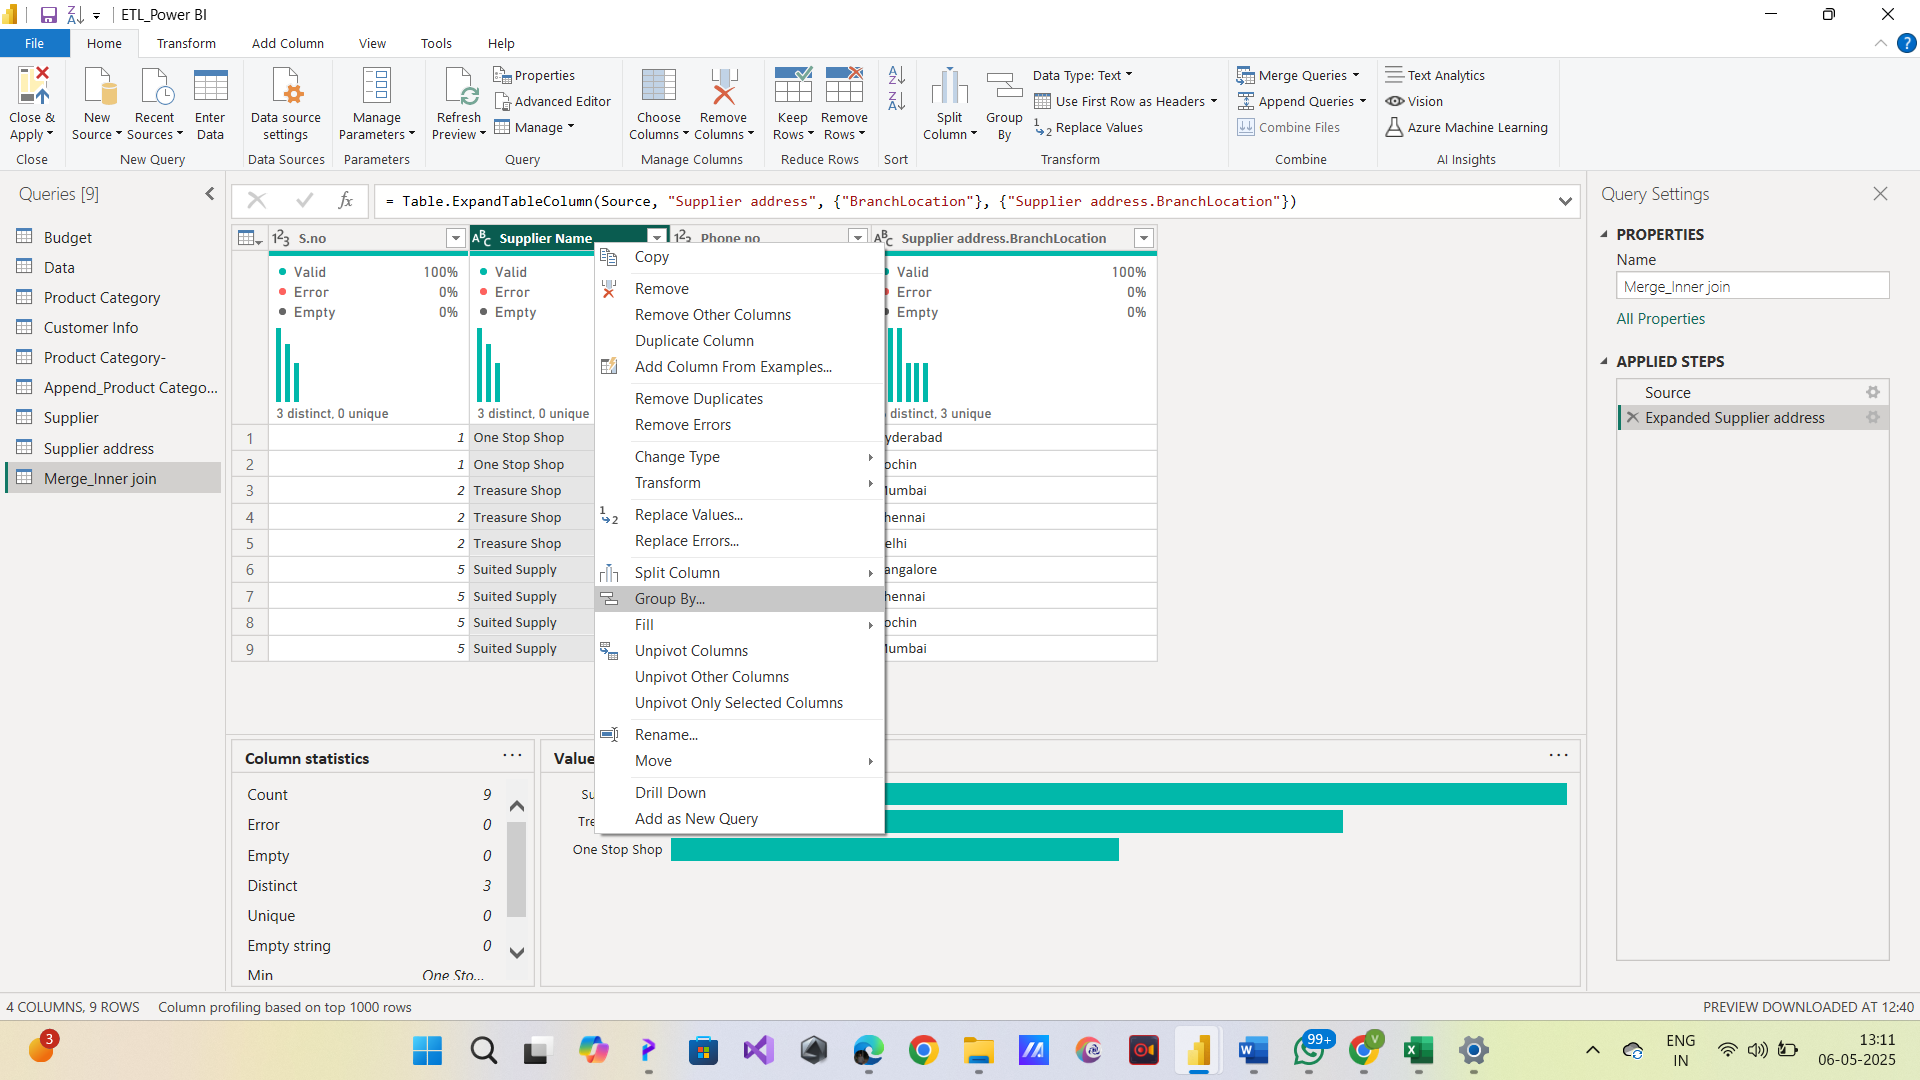 ETL_Power BI
File
Home
Transform
Add Column
View
Tools
Help
Close &
Apply
New
Source
Recent
Sources
Enter
Data
Data source
settings
Manage
Parameters
Refresh
Preview
Properties
Advanced Editor
Manage
Choose
Columns
Remove
Columns
Keep
Rows
Remove
Rows
Split
Column
Group
By
Data Type: Text
Use First Row as Headers
Replace Values
Merge Queries
Append Queries
Combine Files
Text Analytics
Vision
Azure Machine Learning
Close
New Query
Data Sources
Parameters
Query
Manage Columns
Reduce Rows
Sort
Transform
Combine
AI Insights
Queries [9]
Budget
Data
Product Category
Customer Info
Product Category-
Append_Product Catego...
Supplier
Supplier address
Merge_Inner join
fx
= Table.ExpandTableColumn(Source, "Supplier address", {"BranchLocation"}, {"Supplier address.BranchLocation"})
S.no
Supplier Name
Phone no
Supplier address.BranchLocation
Valid 100%
Error 0%
Empty 0%
3 distinct, 0 unique
Valid
Error
Empty
3 distinct, 0 unique
Valid 100%
Error 0%
Empty 0%
distinct, 3 unique
1 1 One Stop Shop yderabad
2 1 One Stop Shop ochin
3 2 Treasure Shop umbai
4 2 Treasure Shop hennai
5 2 Treasure Shop elhi
6 5 Suited Supply angalore
7 5 Suited Supply hennai
8 5 Suited Supply ochin
9 5 Suited Supply umbai
Copy
Remove
Remove Other Columns
Duplicate Column
Add Column From Examples...
Remove Duplicates
Remove Errors
Change Type
Transform
Replace Values...
Replace Errors...
Split Column
Group By...
Fill
Unpivot Columns
Unpivot Other Columns
Unpivot Only Selected Columns
Rename...
Move
Drill Down
Add as New Query
Column statistics
Count 9
Error 0
Empty 0
Distinct 3
Unique 0
Empty string 0
Min One Sto...
Value
Su
Tre
One Stop Shop
Query Settings
PROPERTIES
Name
Merge_Inner join
All Properties
APPLIED STEPS
Source
Expanded Supplier address
4 COLUMNS, 9 ROWS
Column profiling based on top 1000 rows
PREVIEW DOWNLOADED AT 12:40
3
99+
V
ENG
IN
13:11
06-05-2025